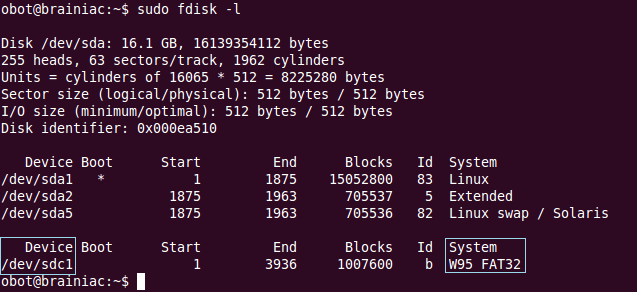 obot@brainiac:~$ sudo fdisk -l
Disk /dev/sda: 16.1 GB, 16139354112 bytes
255 heads, 63 sectors/track, 1962 cylinders
Units = cylinders of 16065 * 512 = 8225280 bytes
Sector size (logical/physical): 512 bytes / 512 bytes
I/O size (minimum/optimal): 512 bytes / 512 bytes
Disk identifier: 0x000ea510
Device Boot Start End Blocks Id System
/dev/sda1 * 1 1875 15052800 83 Linux
/dev/sda2 1875 1963 705537 5 Extended
/dev/sda5 1875 1963 705536 82 Linux swap / Solaris
Device Boot Start End Blocks Id System
/dev/sdc1 1 3936 1007600 b W95 FAT32
obot@brainiac:~$